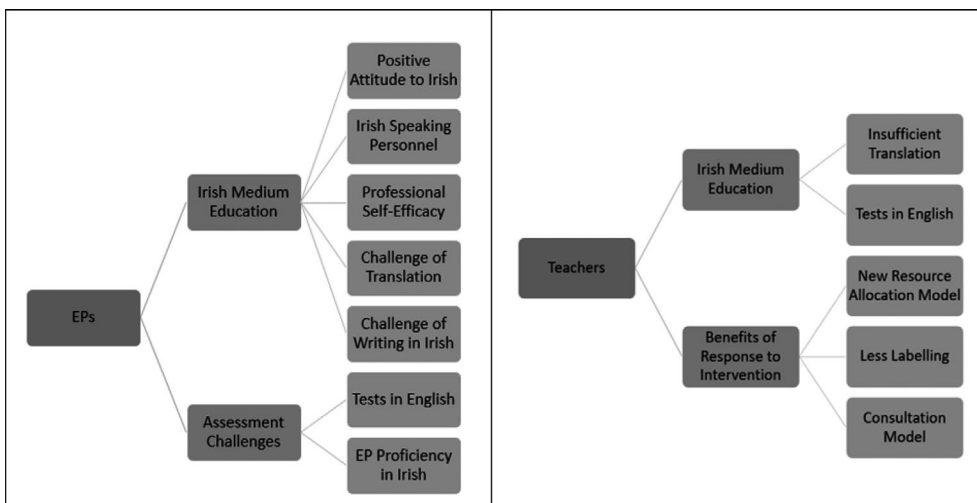 EPs
Irish Medium
Education
Positive
Attitude to Irish
Irish Speaking
Personnel
Professional
Self-Efficacy
Challenge of
Translation
Challenge of
Writing in Irish
Assessment
Challenges
Tests in English
EP Proficiency
in Irish
Teachers
Irish Medium
Education
Insufficient
Translation
Tests in English
Benefits of
Response to
Intervention
New Resource
Allocation Model
Less Labelling
Consultation
Model